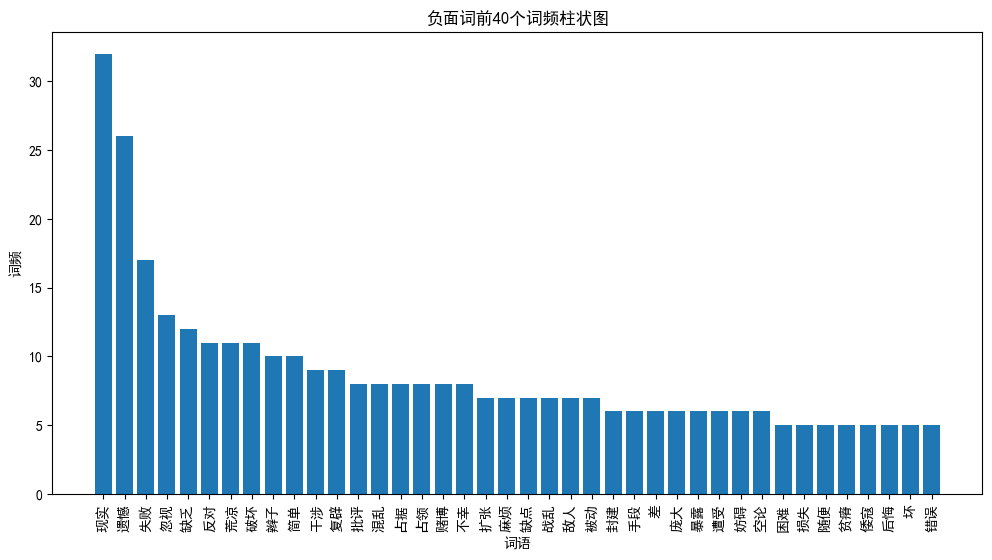 负面词前40个词频柱状图
词频
30
25
20
15
10
5
0
现实
遗憾
失败
忽视
缺乏
反对
荒凉
破坏
辫子
简单
干涉
复辟
批评
混乱
占据
占领
赌博
不幸
扩张
麻烦
缺点
战乱
敌人
被动
封建
手段
差
庞大
暴露
遭受
妨碍
空论
困难
损失
随便
贫瘠
倭寇
后悔
坏
错误
词语